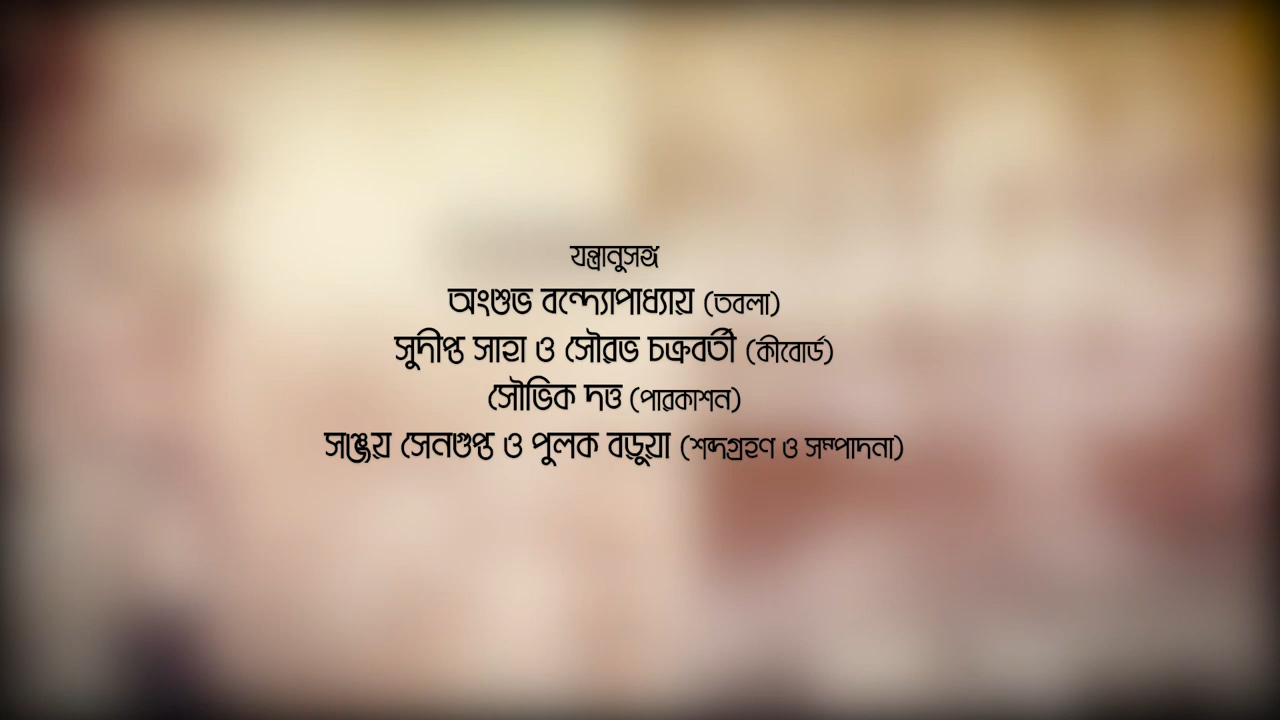 যন্ত্রানুসঙ্গ
অংশুভ বন্দ্যোপাধ্যায় (তবলা)
সুদীপ্ত সাহা ও সৌরভ চক্রবর্তী (কীবোর্ড)
সৌভিক দত্ত (পারকাশন)
সঞ্জয় সেনগুপ্ত ও পুলক বড়ুয়া (শব্দগ্রহণ ও সম্পাদনা)